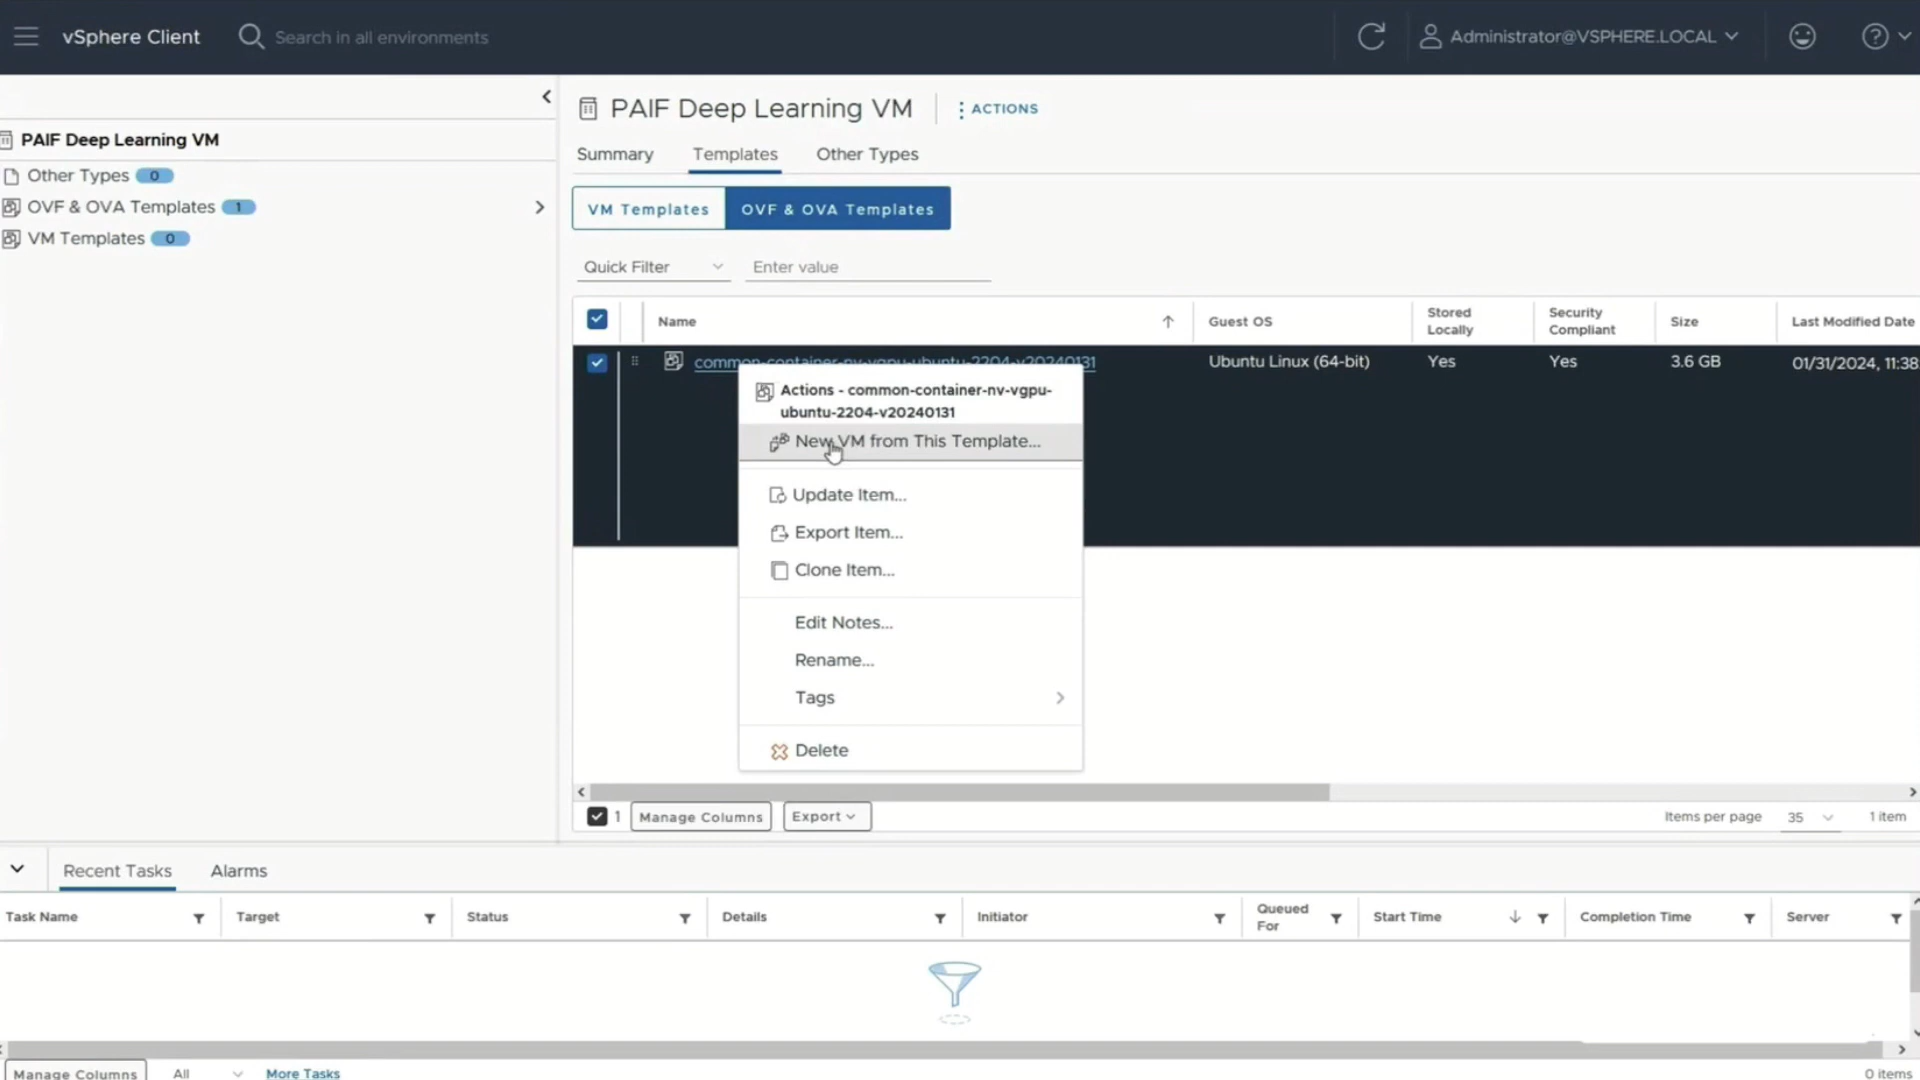 vSphere Client
Search in all environments
Administrator@VSPHERE.LOCAL
PAIF Deep Learning VM
Other Types 0
OVF & OVA Templates 1
VM Templates 0
PAIF Deep Learning VM
ACTIONS
Summary
Templates
Other Types
VM Templates
OVF & OVA Templates
Quick Filter
Enter value
Name
Guest OS
Stored
Locally
Security
Compliant
Size
Last Modified Date
common-container-nv-vgpu-ubuntu-2204-v20240131
Ubuntu Linux (64-bit)
Yes
Yes
3.6 GB
01/31/2024, 11:38
Actions - common-container-nv-vgpu-
ubuntu-2204-v20240131
New VM from This Template...
Update Item...
Export Item...
Clone Item...
Edit Notes...
Rename...
Tags
Delete
1
Manage Columns
Export
Items per page
35
1 item
Recent Tasks
Alarms
Task Name
Target
Status
Details
Initiator
Queued
For
Start Time
Completion Time
Server
Manage Columns
All
More Tasks
0 items